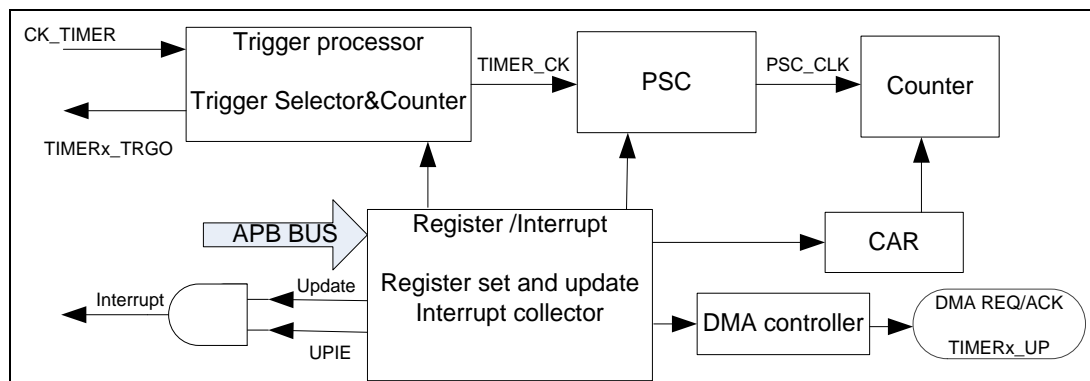 CK_TIMER
Trigger processor
Trigger Selector&Counter
TIMERx_TRGO
TIMER_CK
PSC
PSC_CLK
Counter
APB BUS
Register /Interrupt
Register set and update
Interrupt collector
CAR
Interrupt
Update
UPIE
DMA controller
DMA REQ/ACK
TIMERx_UP